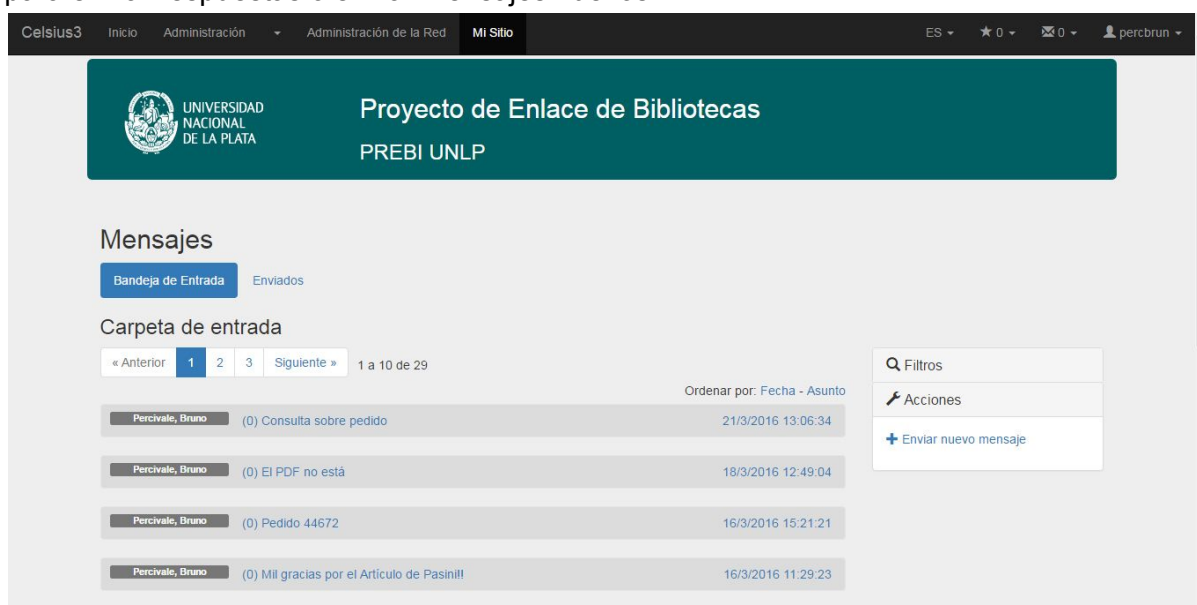 Celsius3 Inicio Administración Administración de la Red Mi Sitio ES 0 0 percbrun
UNIVERSIDAD
NACIONAL
DE LA PLATA
Proyecto de Enlace de Bibliotecas
PREBI UNLP
Mensajes
Bandeja de Entrada Enviados
Carpeta de entrada
« Anterior 1 2 3 Siguiente » 1 a 10 de 29
Ordenar por: Fecha - Asunto
Percivale, Bruno (0) Consulta sobre pedido 21/3/2016 13:06:34
Percivale, Bruno (0) El PDF no está 18/3/2016 12:49:04
Percivale, Bruno (0) Pedido 44672 16/3/2016 15:21:21
Percivale, Bruno (0) Mil gracias por el Artículo de Pasini!! 16/3/2016 11:29:23
Filtros
Acciones
+ Enviar nuevo mensaje